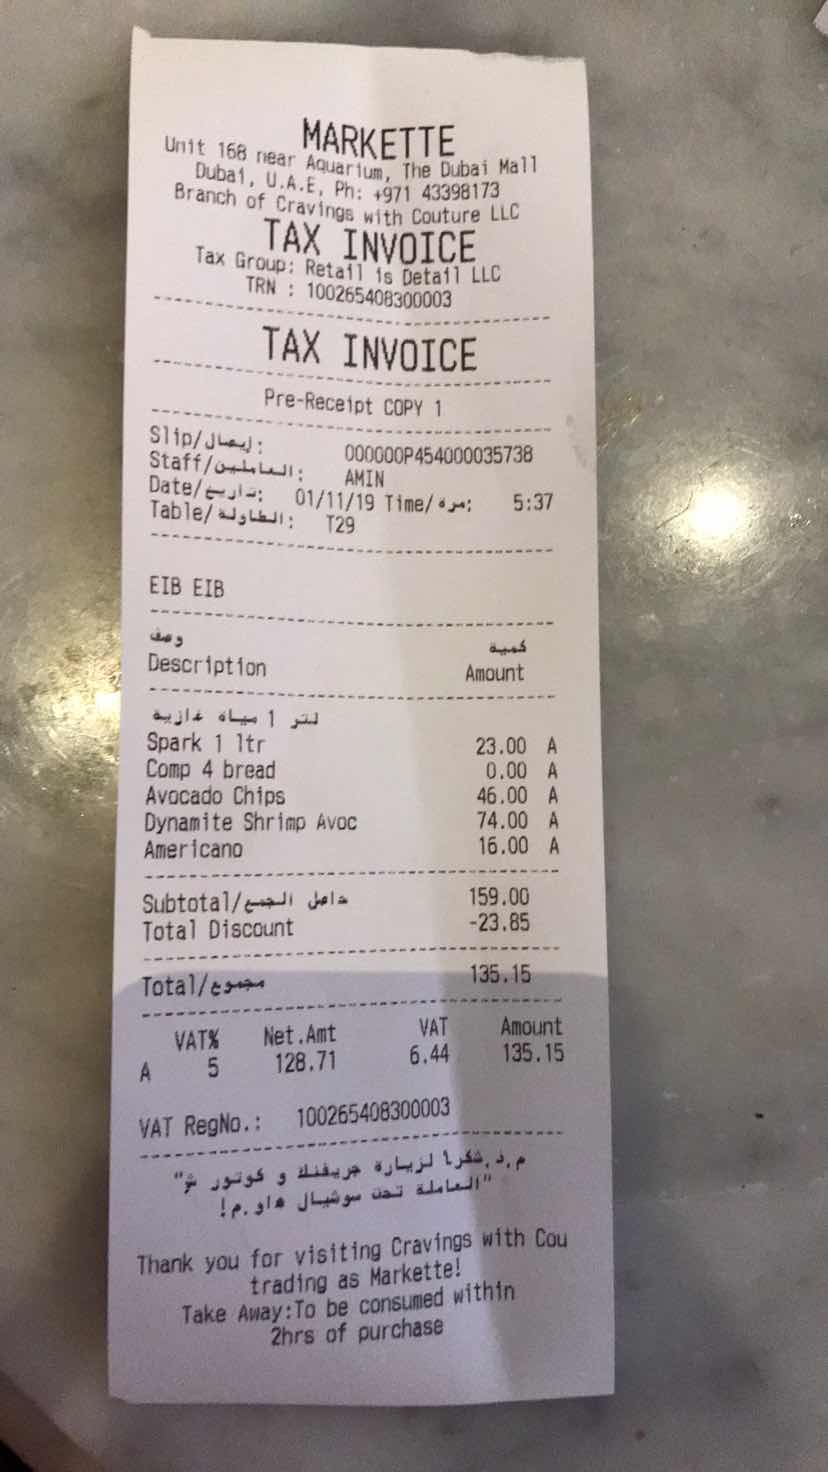 MARKETTE
Unit 168 near Aquarium, The Dubai Mall
Dubai, U.A.E, Ph: +971 43398173
Branch of Cravings with Couture LLC
TAX INVOICE
Tax Group: Retail is Detail LLC
TRN : 100265408300003
TAX INVOICE
Pre-Receipt COPY 1
Slip/إيصال: 000000P454000035738
Staff/العاملين: AMIN
Date/تاريخ: 01/11/19 Time/مرة: 5:37
Table/الطاولة: T29
EIB EIB
وصف كمية
Description Amount
لتر 1 مياه غازية
Spark 1 ltr 23.00 A
Comp 4 bread 0.00 A
Avocado Chips 46.00 A
Dynamite Shrimp Avoc 74.00 A
Americano 16.00 A
Subtotal/حاصل الجمع 159.00
Total Discount -23.85
Total/مجموع 135.15
VAT% Net.Amt VAT Amount
A 5 128.71 6.44 135.15
VAT RegNo.: 100265408300003
م.ذ.شكرا لزيارة جريفنك و كوتور ش"
"العاملة تحت سوشيال هاو.م!
Thank you for visiting Cravings with Cou
trading as Markette!
Take Away:To be consumed within
2hrs of purchase